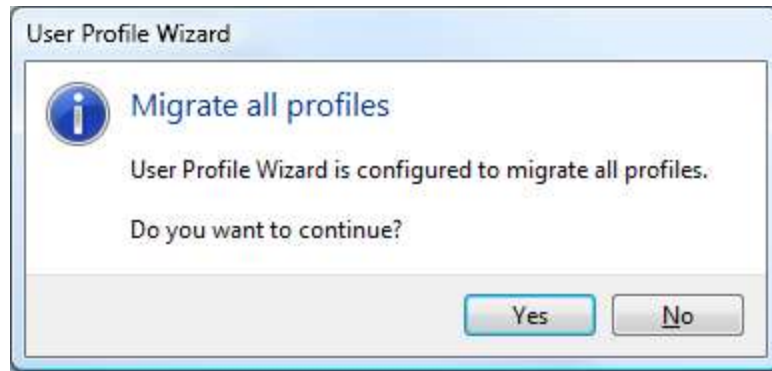 User Profile Wizard
Migrate all profiles
User Profile Wizard is configured to migrate all profiles.
Do you want to continue?
Yes
No